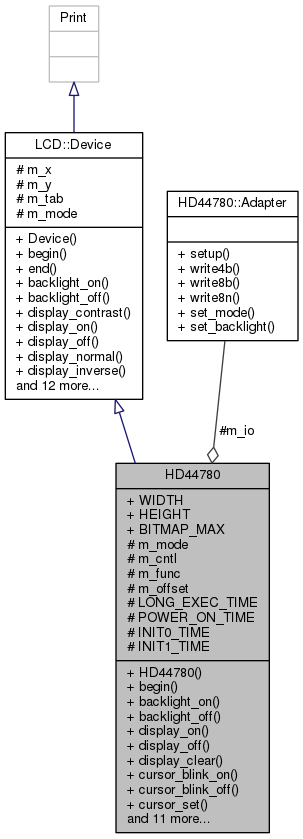 Print
LCD::Device
# m_x
# m_y
# m_tab
# m_mode
+ Device()
+ begin()
+ end()
+ backlight_on()
+ backlight_off()
+ display_contrast()
+ display_on()
+ display_off()
+ display_normal()
+ display_inverse()
and 12 more...
HD44780::Adapter
+ setup()
+ write4b()
+ write8b()
+ write8n()
+ set_mode()
+ set_backlight()
#m_io
HD44780
+ WIDTH
+ HEIGHT
+ BITMAP_MAX
# m_mode
# m_cntl
# m_func
# m_offset
# LONG_EXEC_TIME
# POWER_ON_TIME
# INIT0_TIME
# INIT1_TIME
+ HD44780()
+ begin()
+ backlight_on()
+ backlight_off()
+ display_on()
+ display_off()
+ display_clear()
+ cursor_blink_on()
+ cursor_blink_off()
+ cursor_set()
and 11 more...